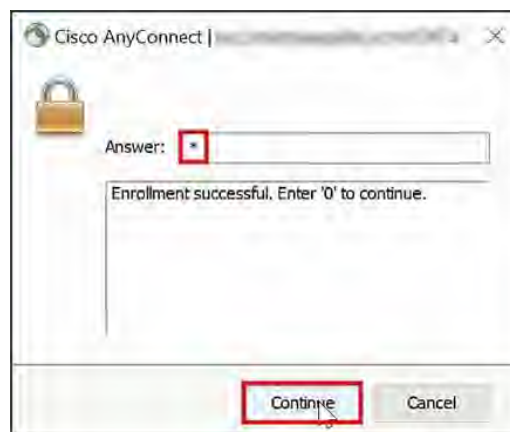 Cisco AnyConnect |
Answer: *
Enrollment successful. Enter '0' to continue.
Continue Cancel